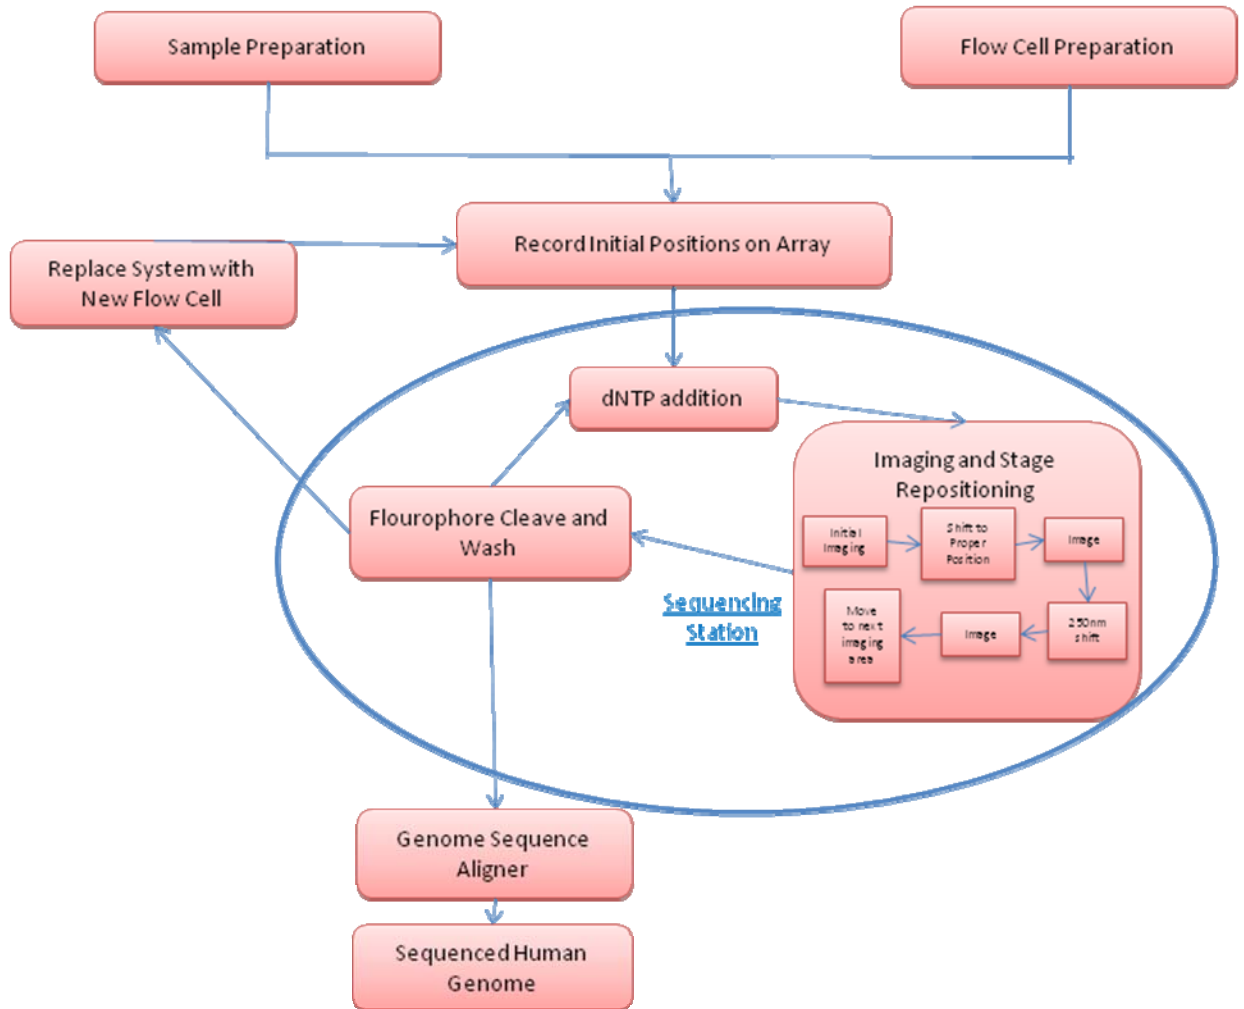 Sample Preparation
Flow Cell Preparation
Record Initial Positions on Array
Replace System with
New Flow Cell
dNTP addition
Imaging and Stage
Repositioning
Initial
Imaging
Shift to
Proper
Position
Image
250nm
shift
Image
Move
to next
imaging
area
Flourophore Cleave and
Wash
Sequencing
Station
Genome Sequence
Aligner
Sequenced Human
Genome